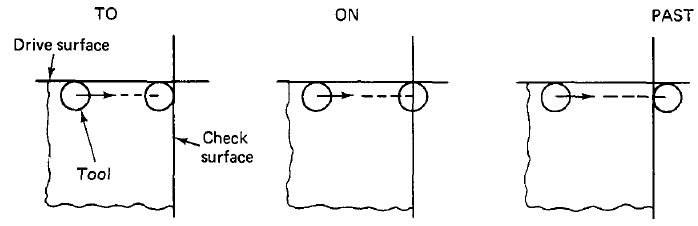 TO
ON
PAST
Drive surface
Check
surface
Tool